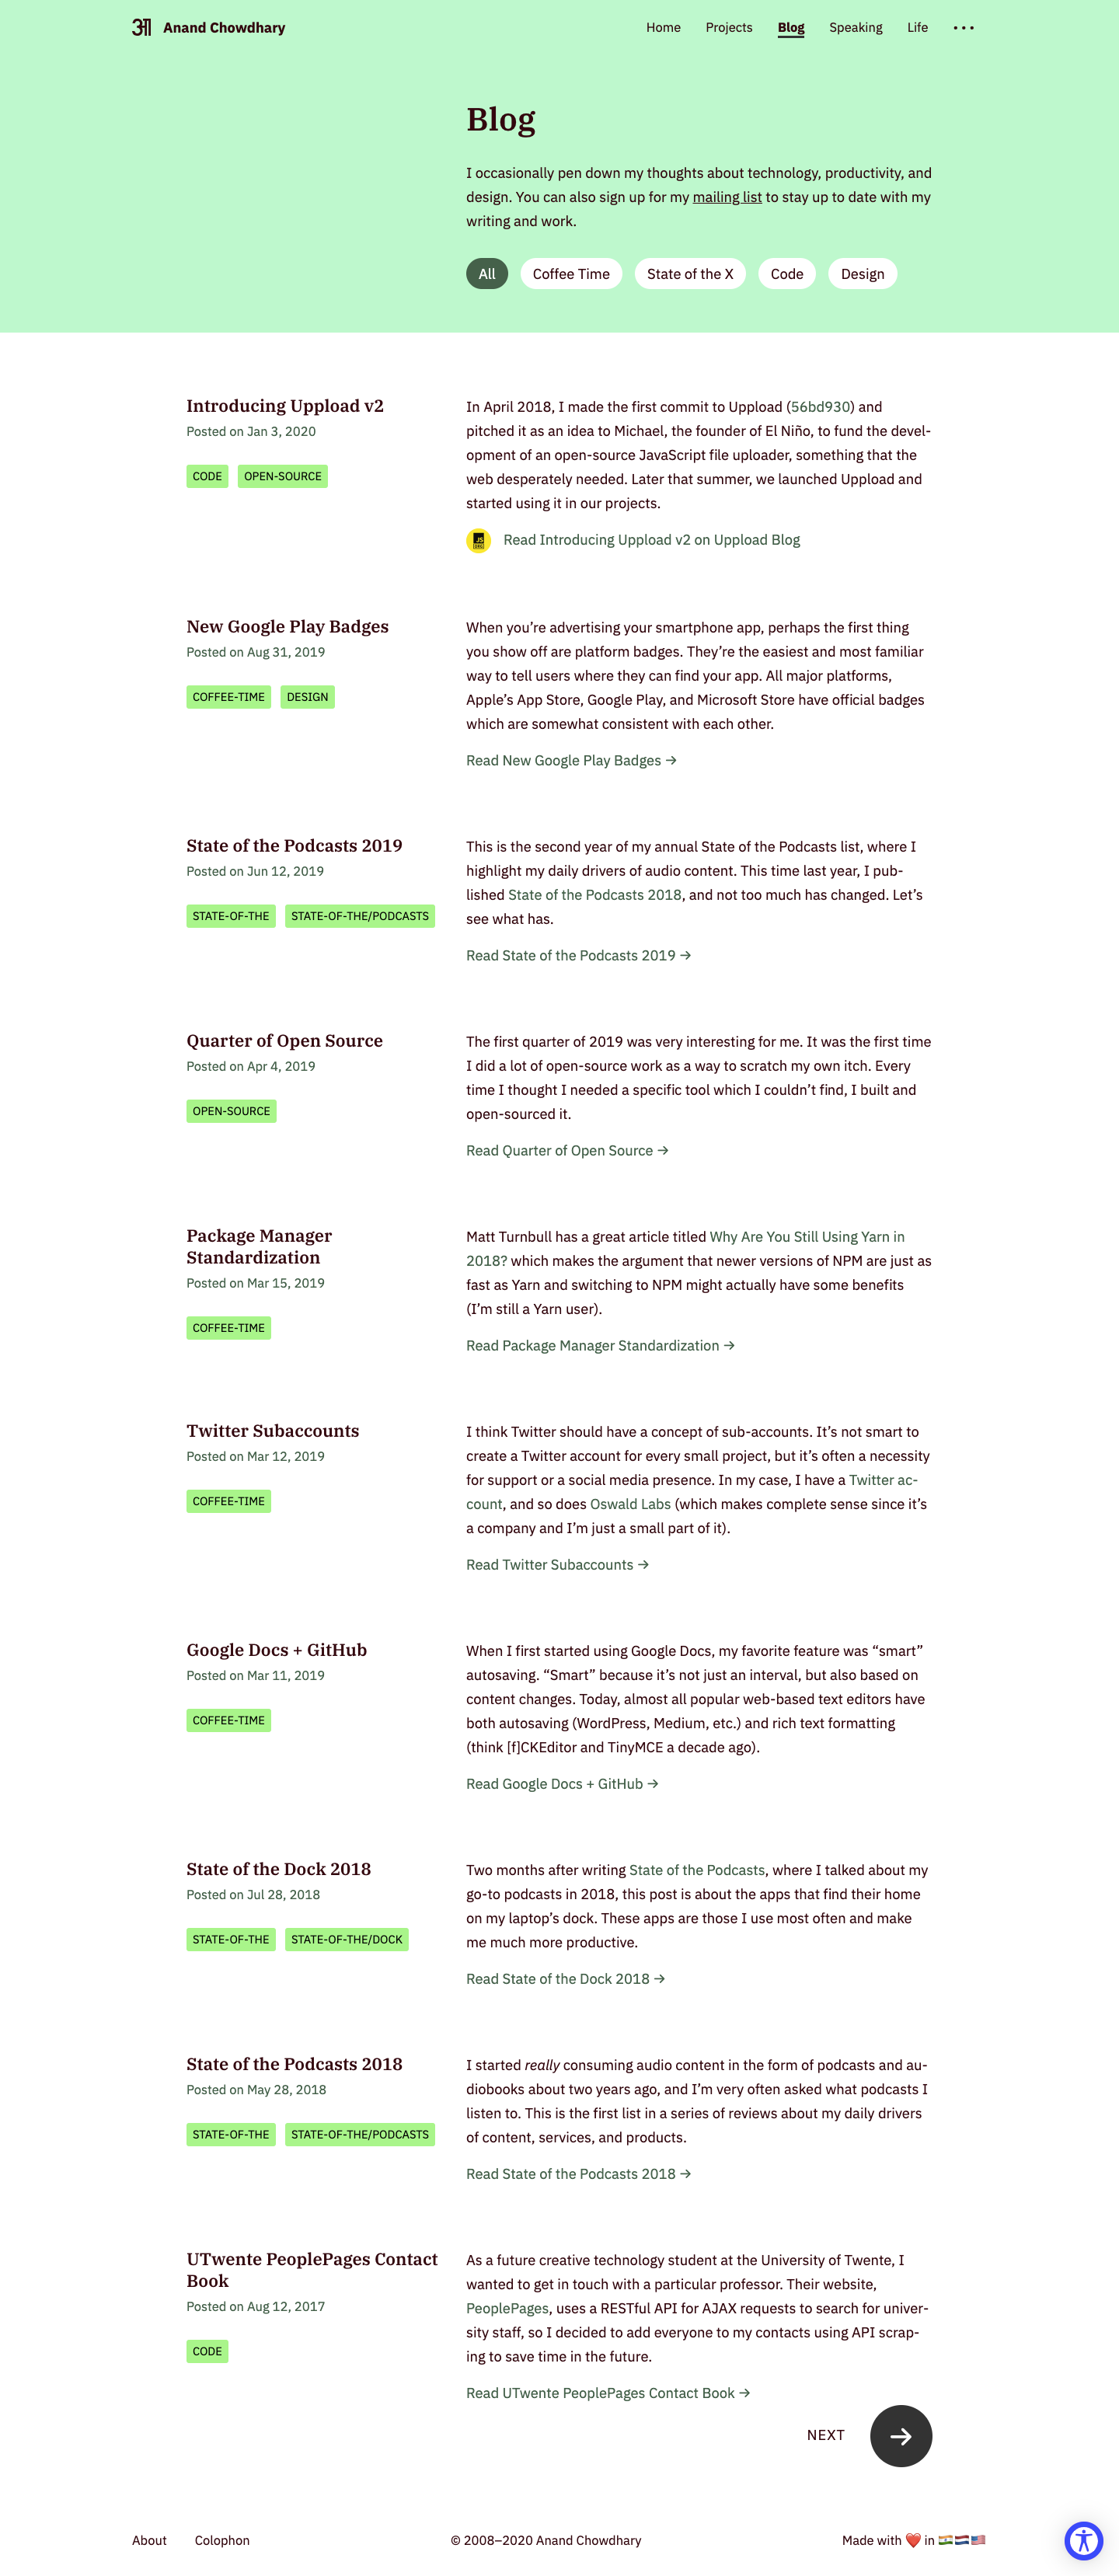 अ Anand Chowdhary
Home Projects Blog Speaking Life
Blog
I occasionally pen down my thoughts about technology, productivity, and
design. You can also sign up for my mailing list to stay up to date with my
writing and work.
All Coffee Time State of the X Code Design
Introducing Uppload v2
Posted on Jan 3, 2020
CODE OPEN-SOURCE
In April 2018, I made the first commit to Uppload (56bd930) and
pitched it as an idea to Michael, the founder of El Niño, to fund the devel-
opment of an open-source JavaScript file uploader, something that the
web desperately needed. Later that summer, we launched Uppload and
started using it in our projects.
Read Introducing Uppload v2 on Uppload Blog
New Google Play Badges
Posted on Aug 31, 2019
COFFEE-TIME DESIGN
When you’re advertising your smartphone app, perhaps the first thing
you show off are platform badges. They’re the easiest and most familiar
way to tell users where they can find your app. All major platforms,
Apple’s App Store, Google Play, and Microsoft Store have official badges
which are somewhat consistent with each other.
Read New Google Play Badges →
State of the Podcasts 2019
Posted on Jun 12, 2019
STATE-OF-THE STATE-OF-THE/PODCASTS
This is the second year of my annual State of the Podcasts list, where I
highlight my daily drivers of audio content. This time last year, I pub-
lished State of the Podcasts 2018, and not too much has changed. Let’s
see what has.
Read State of the Podcasts 2019 →
Quarter of Open Source
Posted on Apr 4, 2019
OPEN-SOURCE
The first quarter of 2019 was very interesting for me. It was the first time
I did a lot of open-source work as a way to scratch my own itch. Every
time I thought I needed a specific tool which I couldn’t find, I built and
open-sourced it.
Read Quarter of Open Source →
Package Manager
Standardization
Posted on Mar 15, 2019
COFFEE-TIME
Matt Turnbull has a great article titled Why Are You Still Using Yarn in
2018? which makes the argument that newer versions of NPM are just as
fast as Yarn and switching to NPM might actually have some benefits
(I’m still a Yarn user).
Read Package Manager Standardization →
Twitter Subaccounts
Posted on Mar 12, 2019
COFFEE-TIME
I think Twitter should have a concept of sub-accounts. It’s not smart to
create a Twitter account for every small project, but it’s often a necessity
for support or a social media presence. In my case, I have a Twitter ac-
count, and so does Oswald Labs (which makes complete sense since it’s
a company and I’m just a small part of it).
Read Twitter Subaccounts →
Google Docs + GitHub
Posted on Mar 11, 2019
COFFEE-TIME
When I first started using Google Docs, my favorite feature was “smart”
autosaving. “Smart” because it’s not just an interval, but also based on
content changes. Today, almost all popular web-based text editors have
both autosaving (WordPress, Medium, etc.) and rich text formatting
(think [f]CKEditor and TinyMCE a decade ago).
Read Google Docs + GitHub →
State of the Dock 2018
Posted on Jul 28, 2018
STATE-OF-THE STATE-OF-THE/DOCK
Two months after writing State of the Podcasts, where I talked about my
go-to podcasts in 2018, this post is about the apps that find their home
on my laptop’s dock. These apps are those I use most often and make
me much more productive.
Read State of the Dock 2018 →
State of the Podcasts 2018
Posted on May 28, 2018
STATE-OF-THE STATE-OF-THE/PODCASTS
I started really consuming audio content in the form of podcasts and au-
diobooks about two years ago, and I’m very often asked what podcasts I
listen to. This is the first list in a series of reviews about my daily drivers
of content, services, and products.
Read State of the Podcasts 2018 →
UTwente PeoplePages Contact
Book
Posted on Aug 12, 2017
CODE
As a future creative technology student at the University of Twente, I
wanted to get in touch with a particular professor. Their website,
PeoplePages, uses a RESTful API for AJAX requests to search for univer-
sity staff, so I decided to add everyone to my contacts using API scrap-
ing to save time in the future.
Read UTwente PeoplePages Contact Book →
NEXT
About Colophon
© 2008–2020 Anand Chowdhary
Made with ❤️ in 🇮🇳🇳🇱🇺🇸